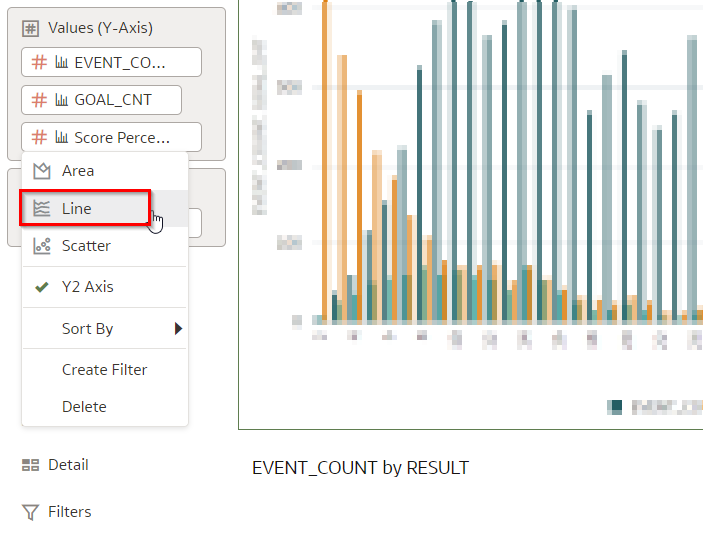 Values (Y-Axis)
# EVENT_CO...
# GOAL_CNT
# Score Perce...
Area
Line
Scatter
Y2 Axis
Sort By
Create Filter
Delete
Detail
Filters
EVENT_COUNT by RESULT